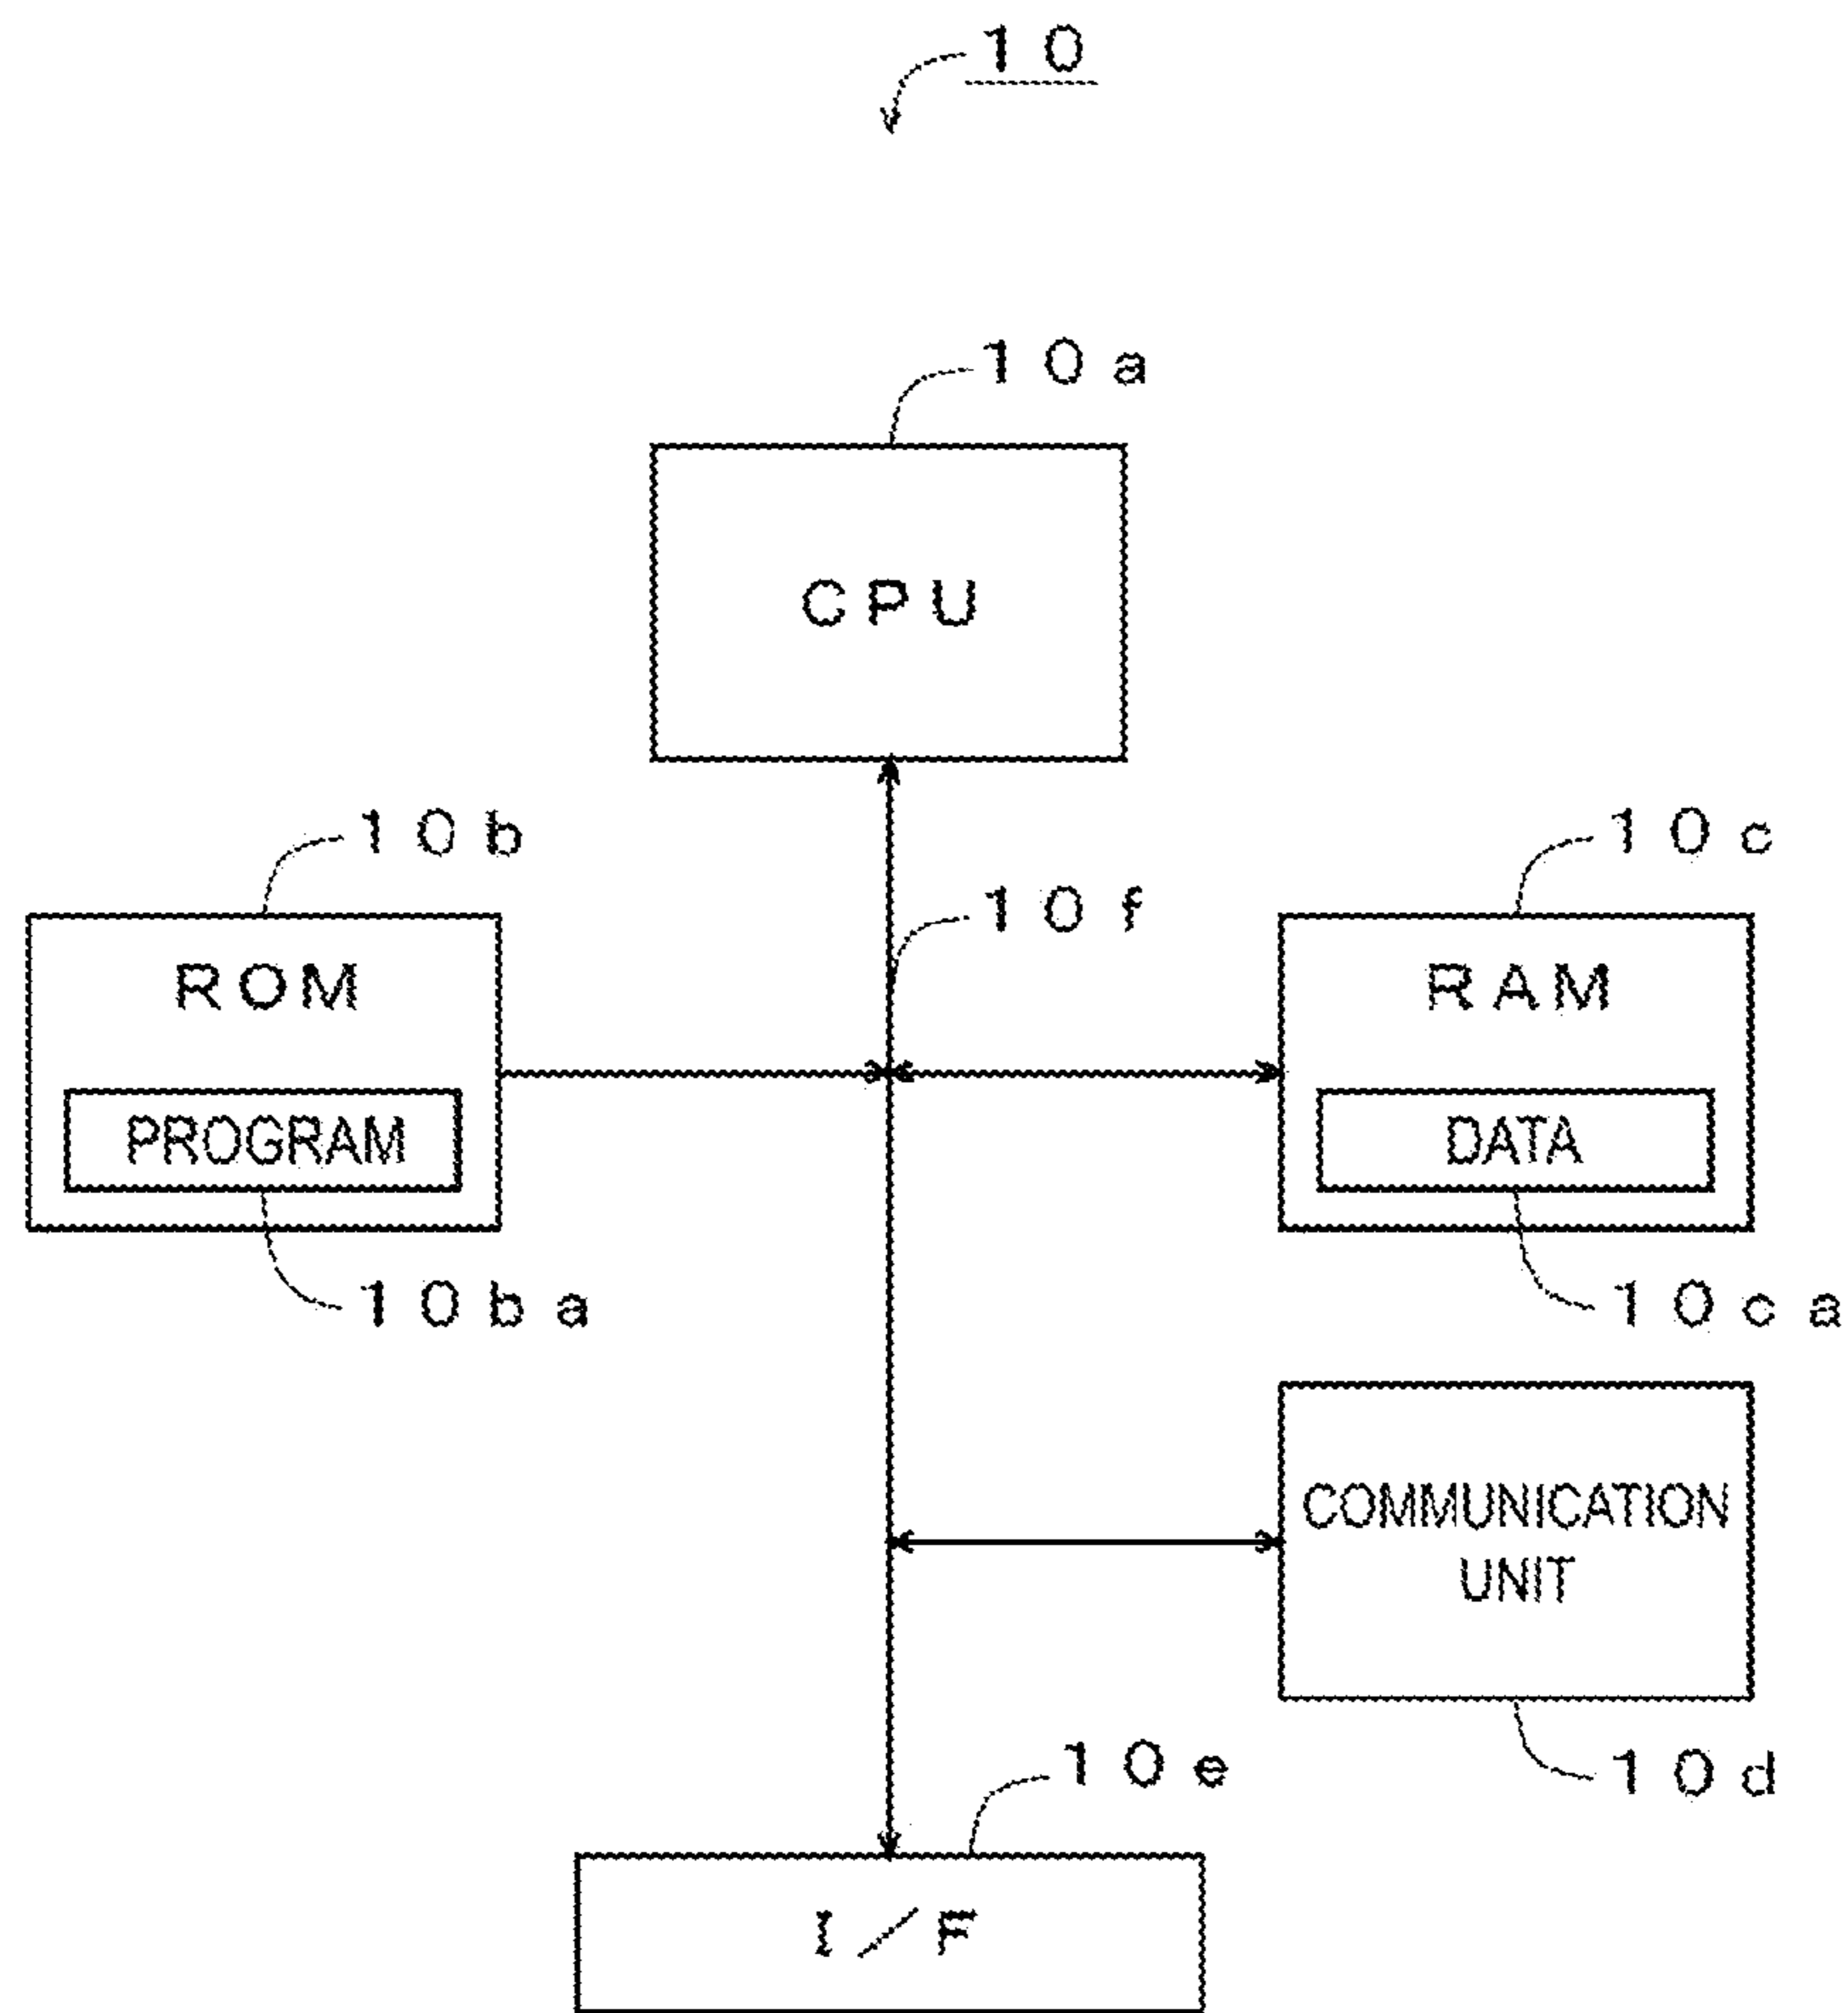 10
10a
CPU
10b
10c
10f
ROM
RAM
PROGRAM
DATA
10ba
10ca
COMMUNICATION
UNIT
10e
10d
I/F